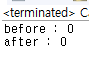 <terminated> C
before : 0
after : 0